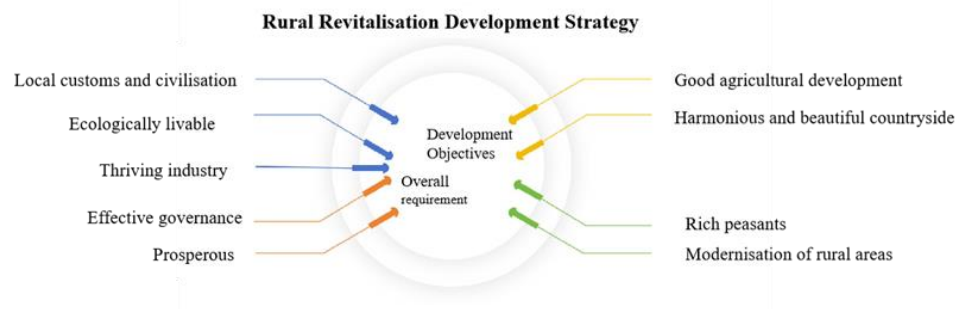 Rural Revitalisation Development Strategy
Local customs and civilisation
Ecologically livable
Thriving industry
Effective governance
Prosperous
Development
Objectives
Overall
requirement
Good agricultural development
Harmonious and beautiful countryside
Rich peasants
Modernisation of rural areas